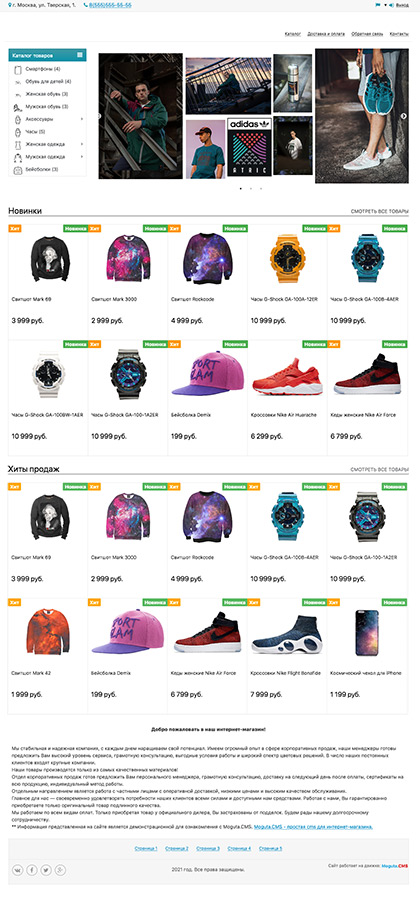 г. Москва, ул. Тверская, 1. 8(555)555-55-55 Выход
Каталог Доставка и оплата Обратная связь Контакты
Каталог товаров
Смартфоны (4)
Обувь для детей (4)
Женская обувь (3)
Мужская обувь (3)
Аксессуары
Часы (5)
Женская одежда
Мужская одежда
Бейсболки (3)
adidas
ATRIC
Новинки СМОТРЕТЬ ВСЕ ТОВАРЫ
Хит Новинка Хит Новинка Хит Новинка Хит Новинка Хит Новинка
Свитшот Mark 69 Свитшот Mark 3000 Свитшот Rockcode Часы G-Shock GA-100A-12ER Часы G-Shock GA-100B-4AER
3 999 руб. 2 999 руб. 4 999 руб. 10 999 руб. 10 999 руб.
Новинка Хит Новинка Хит Новинка Новинка Хит Новинка
Часы G-Shock GA-100BW-1AER Часы G-Shock GA-100-1A2ER Бейсболка Demix Кроссовки Nike Air Huarache Кеды женские Nike Air Force
10 999 руб. 10 999 руб. 199 руб. 6 299 руб. 6 799 руб.
Хиты продаж СМОТРЕТЬ ВСЕ ТОВАРЫ
Хит Новинка Хит Новинка Хит Новинка Хит Новинка Хит Новинка
Свитшот Mark 69 Свитшот Mark 3000 Свитшот Rockcode Часы G-Shock GA-100B-4AER Часы G-Shock GA-100-1A2ER
3 999 руб. 2 999 руб. 4 999 руб. 10 999 руб. 10 999 руб.
Хит Хит Новинка Хит Новинка Хит Новинка Хит
Свитшот Mark 42 Бейсболка Demix Кеды женские Nike Air Force Кроссовки Nike Flight Bonafide Космический чехол для iPhone
1 999 руб. 199 руб. 6 799 руб. 7 999 руб. 1 199 руб.
Добро пожаловать в наш интернет-магазин!
Мы стабильная и надежная компания, с каждым днем наращиваем свой потенциал. Имеем огромный опыт в сфере корпоративных продаж, наши менеджеры готовы
предложить Вам высокий уровень сервиса, грамотную консультацию, выгодные условия работы и широкий спектр цветовых решений. В число наших постоянных
клиентов входят крупные компании.
Наши товары производятся только из самых качественных материалов!
Отдел корпоративных продаж готов предложить Вам персонального менеджера, грамотную консультацию, доставку на следующий день после оплаты, сертификаты на
всю продукцию, индивидуальный метод работы.
Отдельным направлением является работа с частными лицами с оперативной доставкой, низкими ценами и высоким качеством обслуживания.
Главное для нас — своевременно удовлетворять потребности наших клиентов всеми силами и доступными нам средствами. Работая с нами, Вы гарантированно
приобретаете только оригинальный товар подлинного качества.
Мы работаем по всем видам оплат. Только приобретая товар у официального дилера, Вы застрахованы от подделок. Будем рады нашему долгосрочному
сотрудничеству.
** Информация представленная на сайте является демонстрационной для ознакомления с Moguta.CMS. Moguta.CMS - простая cms для интернет-магазина.
Страница 1 Страница 2 Страница 3 Страница 4 Страница 5
2021 год. Все права защищены.
Сайт работает на движке: Moguta.CMS